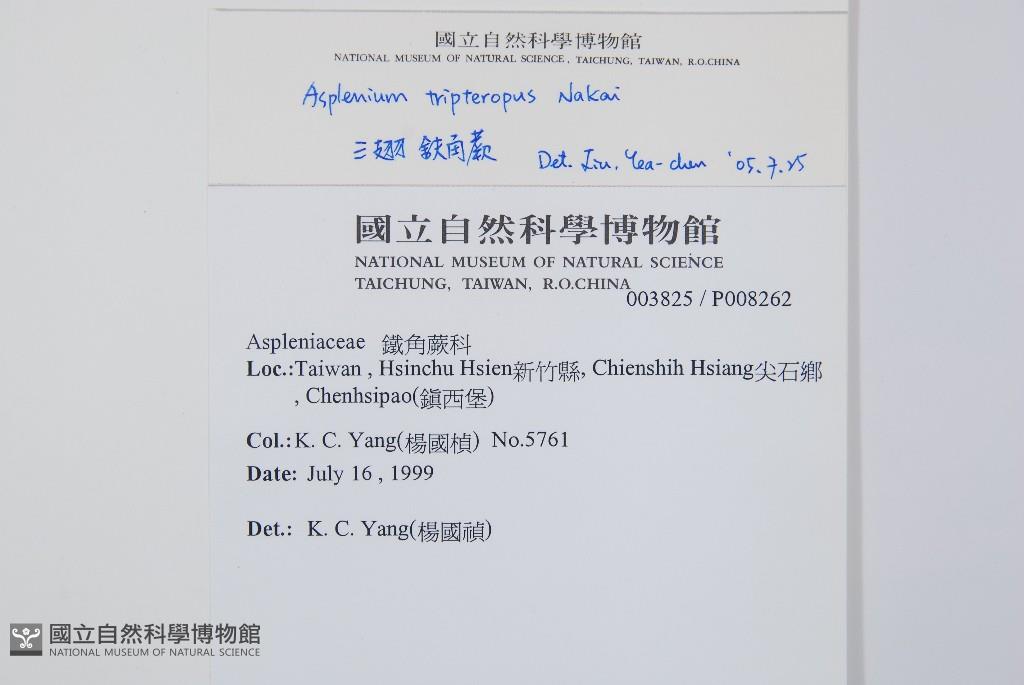 國立自然科學博物館
NATIONAL MUSEUM OF NATURAL SCIENCE, TAICHUNG, TAIWAN, R.O.CHINA
Asplenium tripteropus Nakai
三翅 鉄角蕨 Det. Liu, Yea-chen '05.7.25
國立自然科學博物館
NATIONAL MUSEUM OF NATURAL SCIENCE
TAICHUNG, TAIWAN, R.O.CHINA
003825 / P008262
Aspleniaceae 鐵角蕨科
Loc.:Taiwan , Hsinchu Hsien新竹縣, Chienshih Hsiang尖石鄉
, Chenhsipao(鎮西堡)
Col.: K. C. Yang(楊國楨) No.5761
Date: July 16 , 1999
Det.: K. C. Yang(楊國禎)
國立自然科學博物館
NATIONAL MUSEUM OF NATURAL SCIENCE